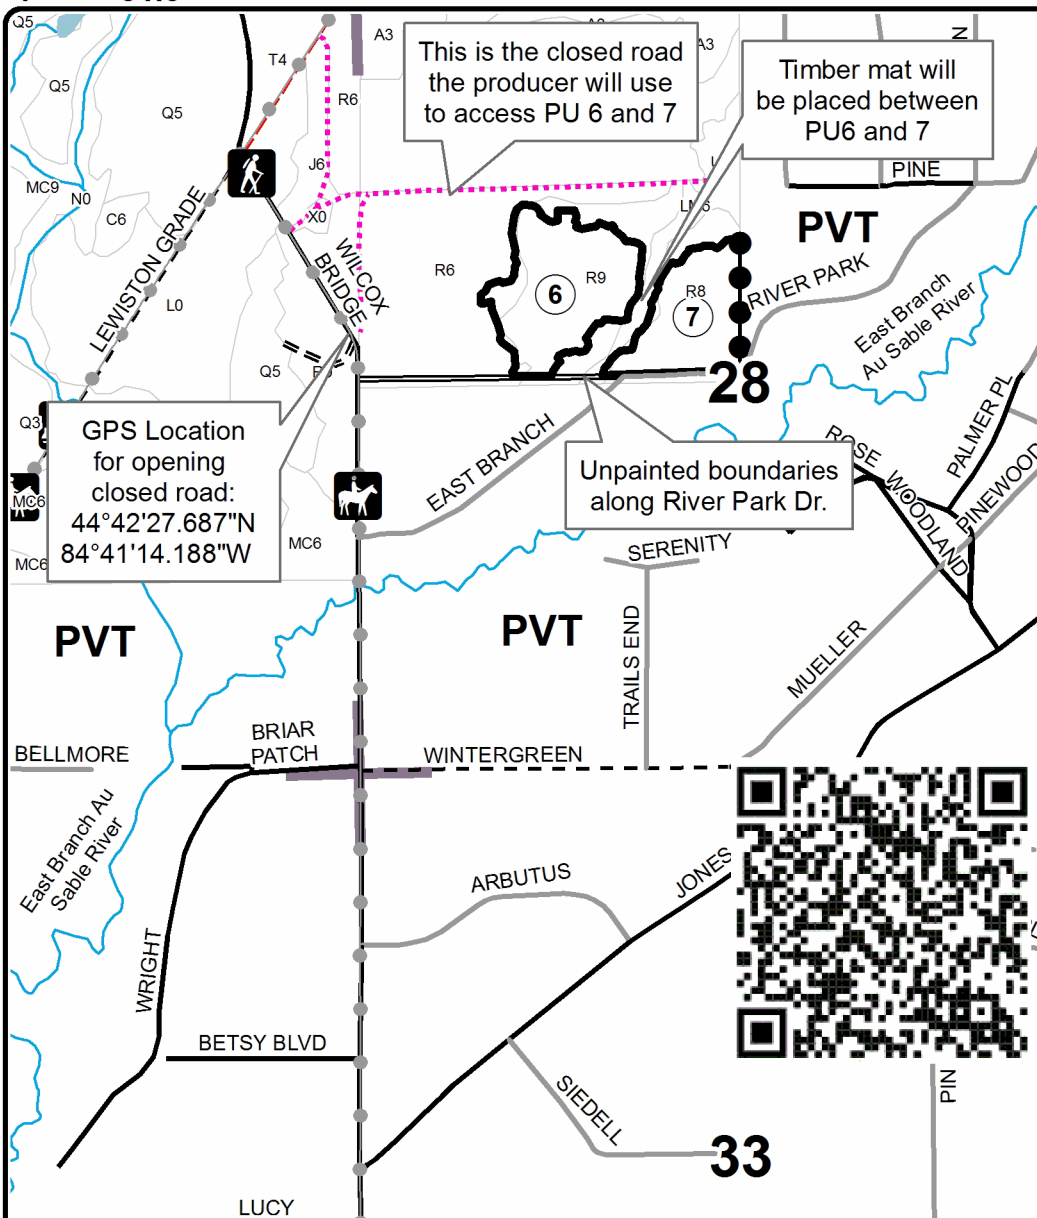 Q5
A3
A3
N
T4
This is the closed road
the producer will use
to access PU 6 and 7
Timber mat will
be placed between
PU6 and 7
Q5
Q5
R6
J6
PINE
MC9
N0
C6
X0
PVT
LEWISTON GRADE
WILCOX
BRIDGE
R6
R9
R8
6
7
RIVER PARK
East Branch
Au Sable River
L0
Q5
28
PALMER PL
Q3
GPS Location
for opening
closed road:
44°42'27.687"N
84°41'14.188"W
EAST BRANCH
Unpainted boundaries
along River Park Dr.
ROSE
WOODLAND
PINEWOOD
MC6
MC6
MC6
SERENITY
PVT
PVT
TRAILS END
MUELLER
BELLMORE
BRIAR
PATCH
WINTERGREEN
East Branch Au
Sable River
ARBUTUS
JONES
WRIGHT
BETSY BLVD
SIEDELL
PIN
33
LUCY